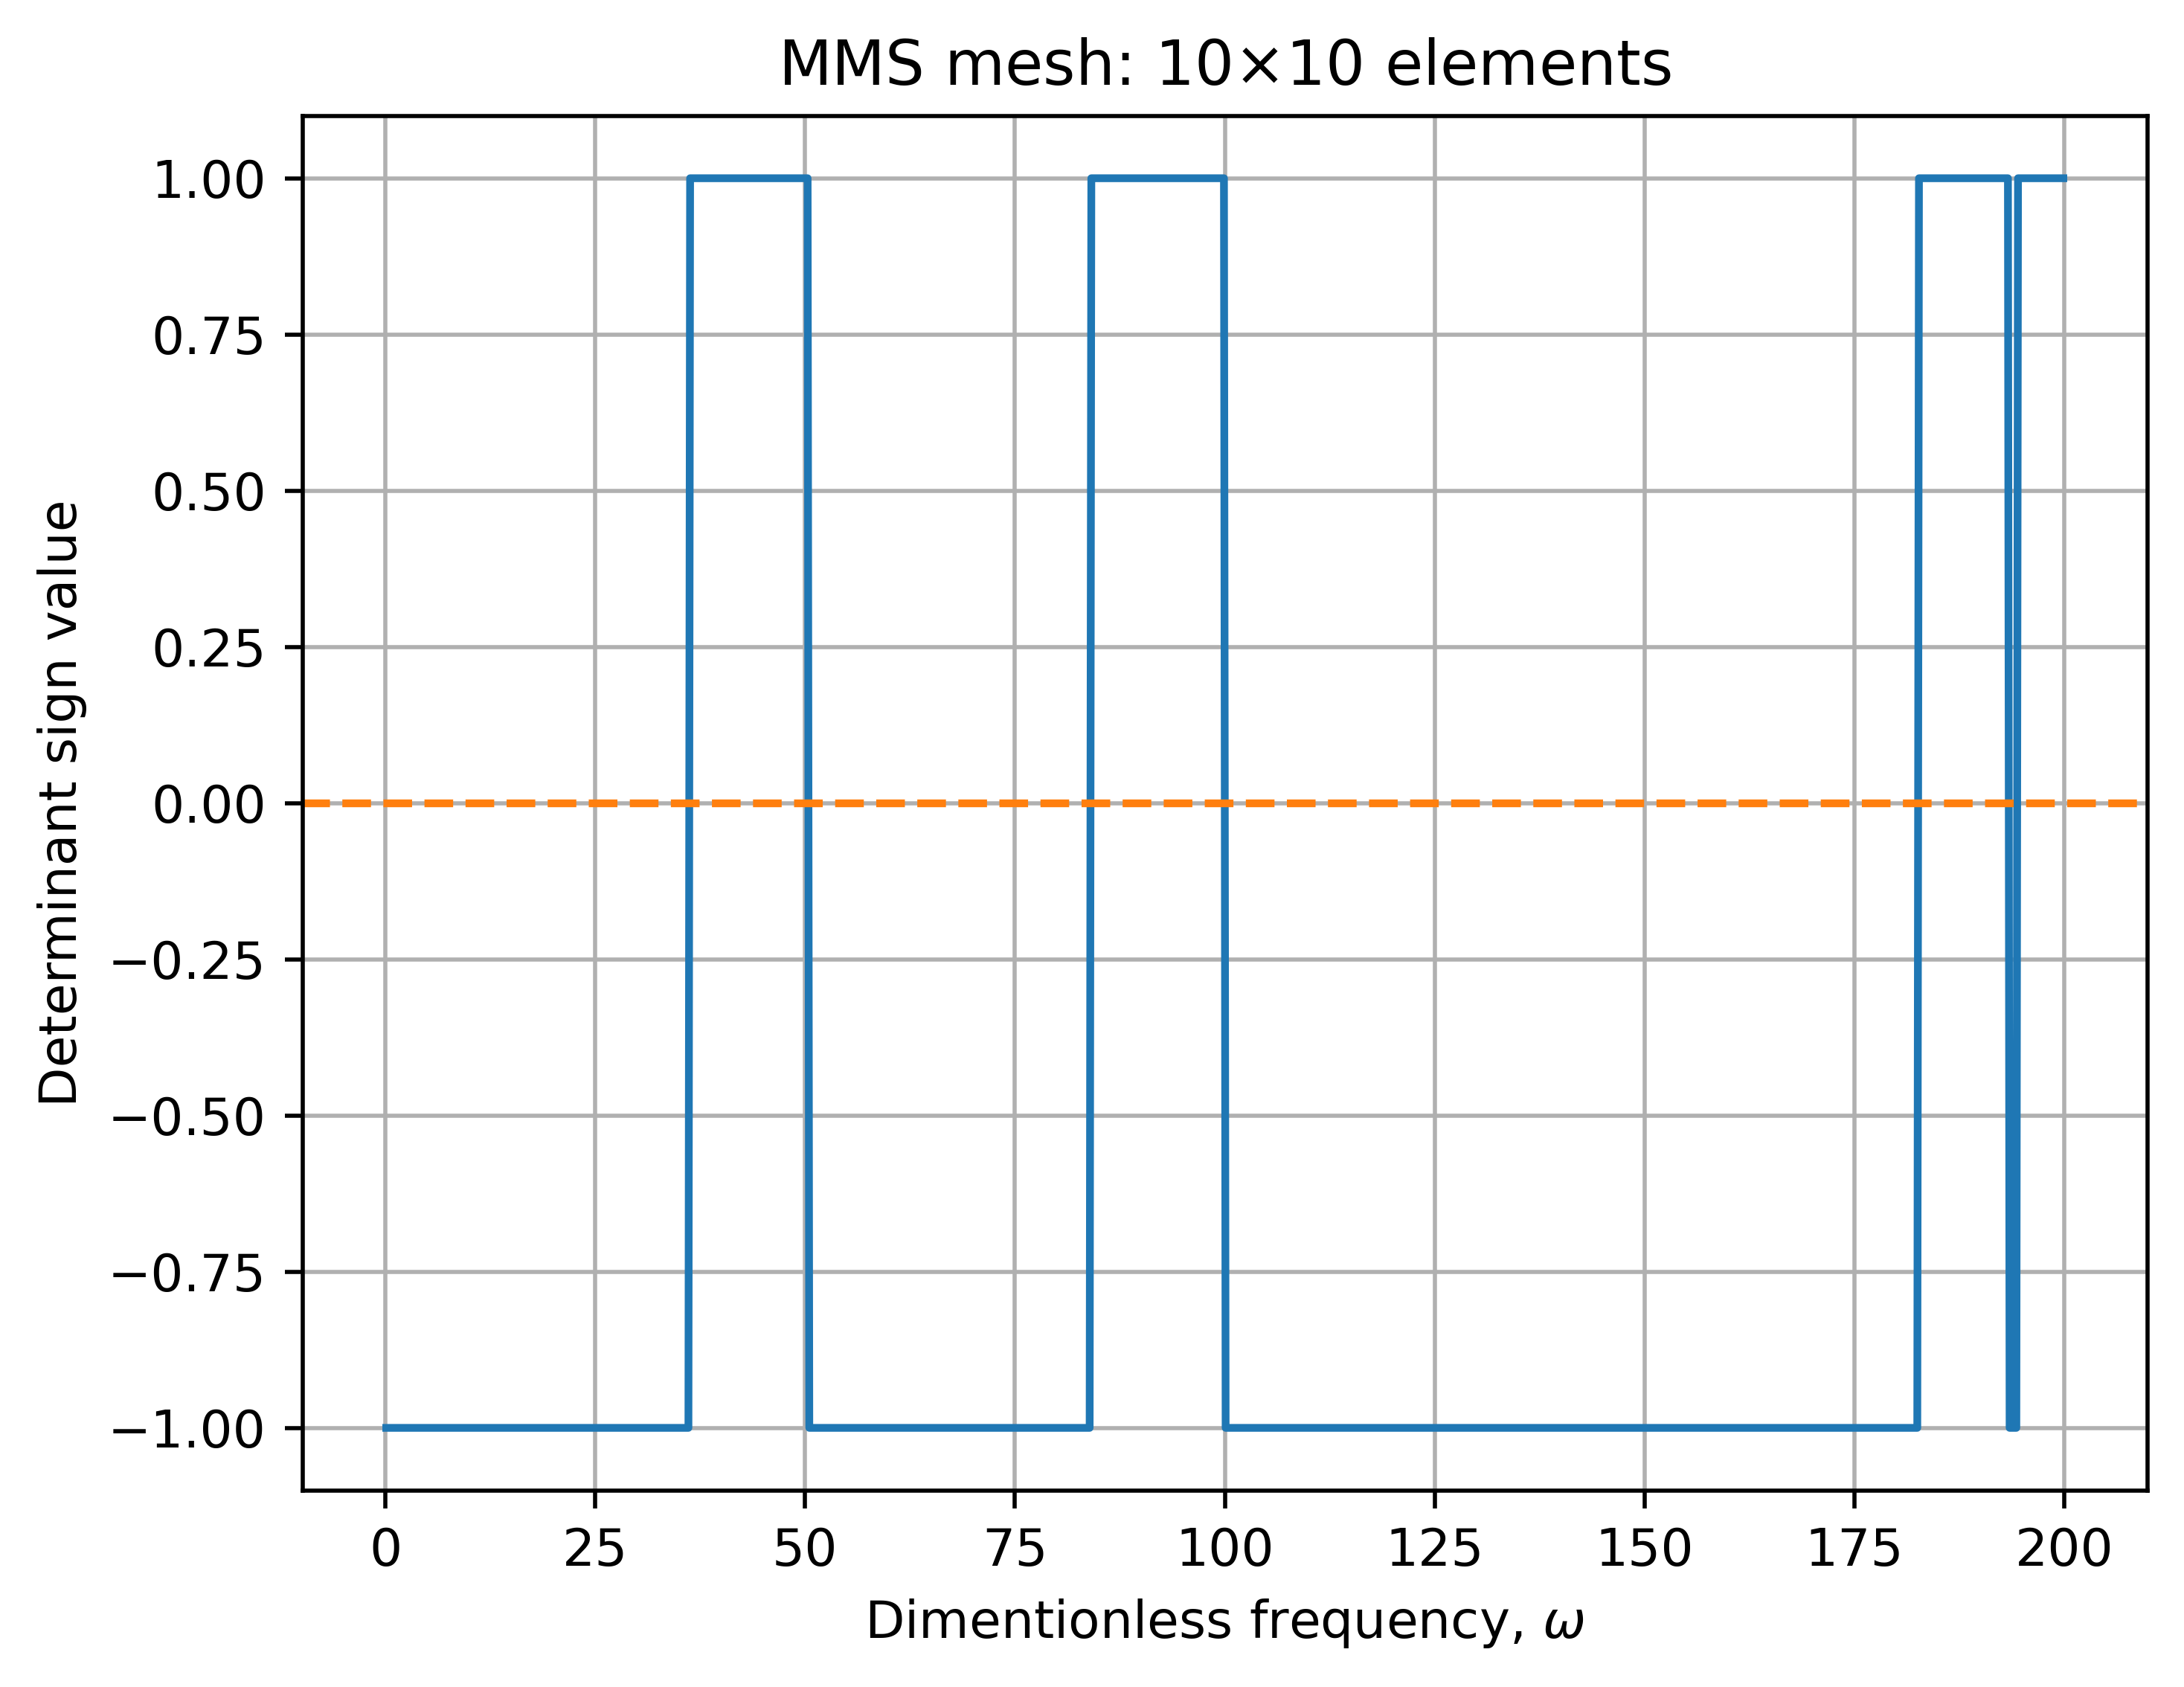 MMS mesh: 10×10 elements
1.00
0.75
0.50
0.25
0.00
−0.25
−0.50
−0.75
−1.00
Determinant sign value
0 25 50 75 100 125 150 175 200
Dimentionless frequency, ω